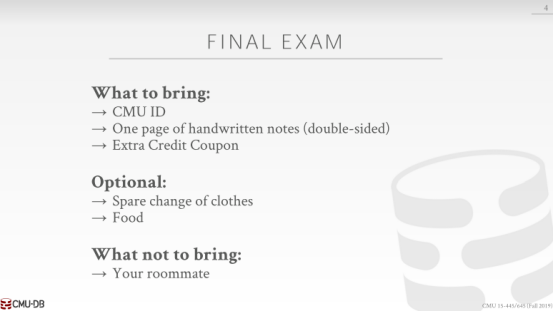 4
FINAL EXAM
What to bring:
→ CMU ID
→ One page of handwritten notes (double-sided)
→ Extra Credit Coupon
Optional:
→ Spare change of clothes
→ Food
What not to bring:
→ Your roommate
CMU·DB
CMU 15-445/645 (Fall 2019)